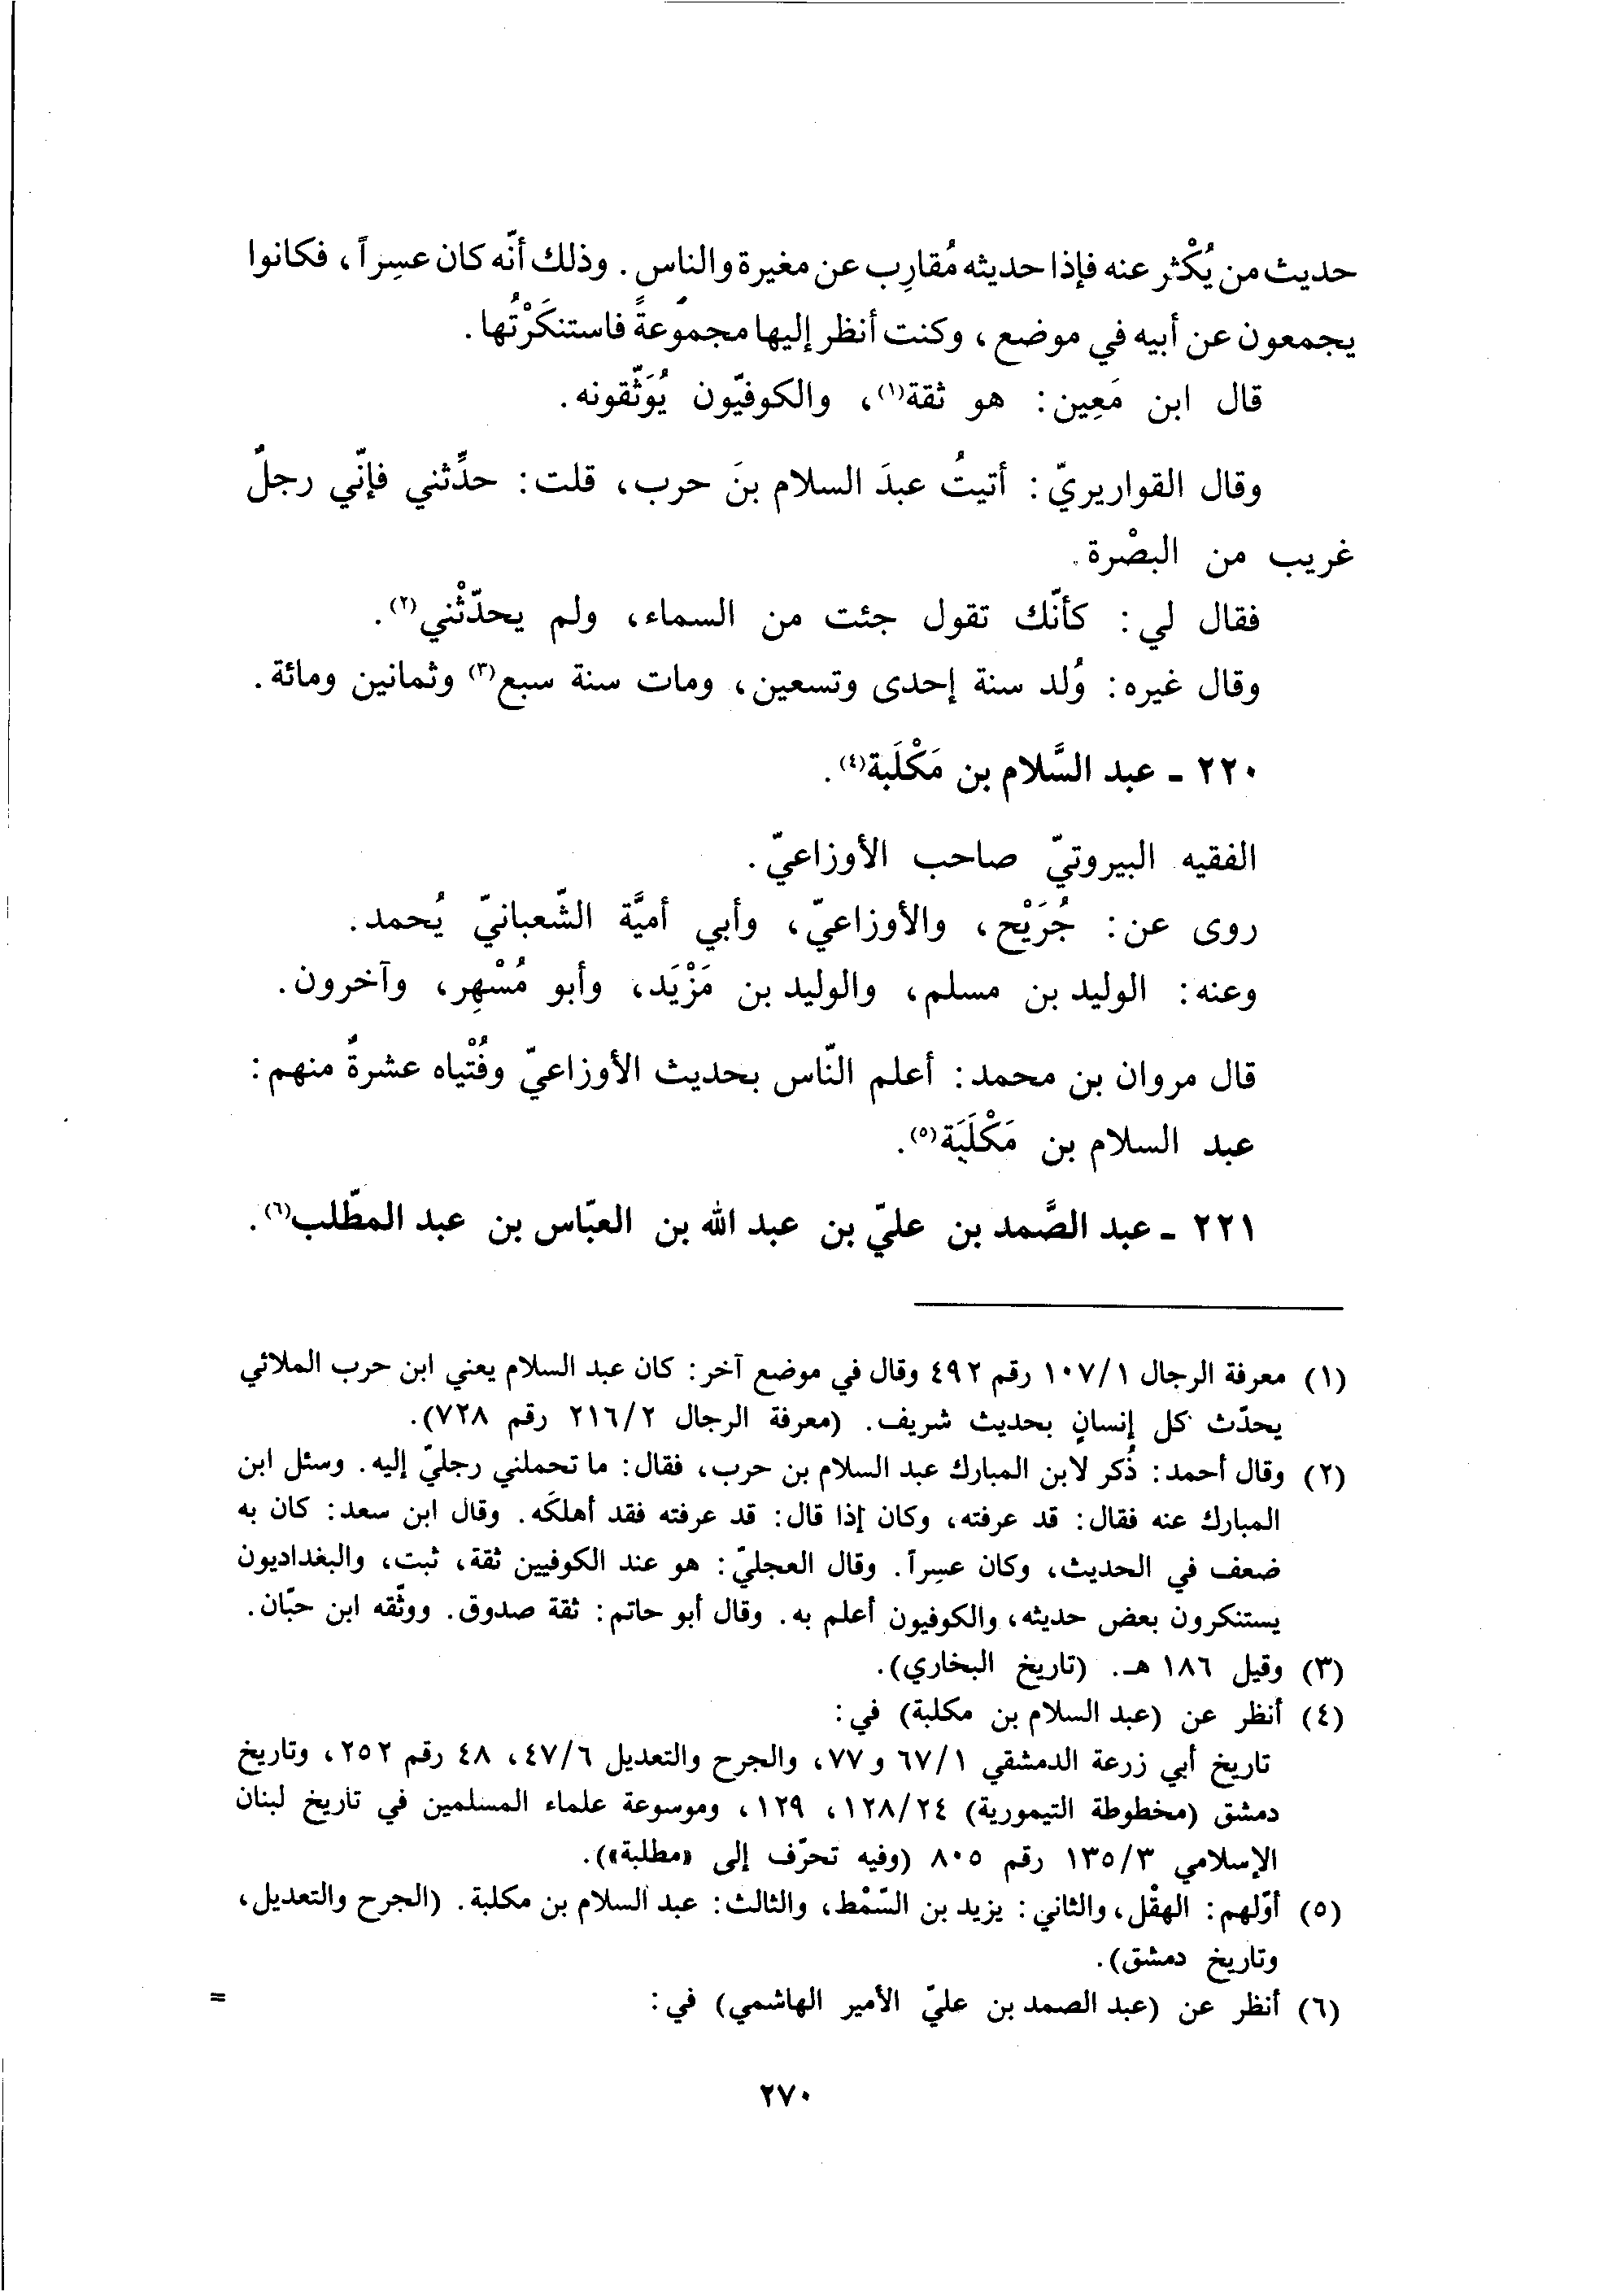 حديث من يُكْثر عنه فإذا حديثه مُقارِب عن مغيرة والناس. وذلك أنّه كان عسِراً، فكانوا
يجمعون عن أبيه في موضع، وكنت أنظر إليها مجموعةً فاستنكَرْتُها.
قال ابن مَعِين: هو ثقة(١)، والكوفيّون يُوَثّقونه.
وقال القواريريّ: أتيتُ عبدَ السلام بنَ حرب، قلت: حدِّثني فإنّي رجلٌ
غريب من البصْرة.
فقال لي: كأنّك تقول جئت من السماء، ولم يحدّثْني(٢).
وقال غيره: وُلد سنة إحدى وتسعين، ومات سنة سبع(٣) وثمانين ومائة.
٢٢٠ ـ عبد السَّلام بن مَكْلَبة(٤).
الفقيه البيروتيّ صاحب الأوزاعيّ.
روى عن: جُرَيْج، والأوزاعيّ، وأبي أميَّة الشّعبانيّ يُحمد.
وعنه: الوليد بن مسلم، والوليد بن مَزْيَد، وأبو مُسْهِر، وآخرون.
قال مروان بن محمد: أعلم النّاس بحديث الأوزاعيّ وفُتْياه عشرةٌ منهم:
عبد السلام بن مَكْلَبَة(٥).
٢٢١ ـ عبد الصَّمد بن عليّ بن عبد الله بن العبّاس بن عبد المطّلب(٦).
(١) معرفة الرجال ١٠٧/١ رقم ٤٩٢ وقال في موضع آخر: كان عبد السلام يعني ابن حرب الملائي
يحدّث كل إنسانٍ بحديث شريف. (معرفة الرجال ٢١٦/٢ رقم ٧٢٨).
(٢) وقال أحمد: ذُكر لابن المبارك عبد السلام بن حرب، فقال: ما تحملني رجليّ إليه. وسئل ابن
المبارك عنه فقال: قد عرفته، وكان إذا قال: قد عرفته فقد أهلكَه. وقال ابن سعد: كان به
ضعف في الحديث، وكان عسِراً. وقال العجليّ: هو عند الكوفيين ثقة، ثبت، والبغداديون
يستنكرون بعض حديثه، والكوفيون أعلم به. وقال أبو حاتم: ثقة صدوق. ووثّقه ابن حبّان.
(٣) وقيل ١٨٦ هـ. (تاريخ البخاري).
(٤) أنظر عن (عبد السلام بن مكلبة) في:
تاريخ أبي زرعة الدمشقي ٦٧/١ و٧٧، والجرح والتعديل ٤٧/٦، ٤٨ رقم ٢٥٢، وتاريخ
دمشق (مخطوطة التيمورية) ١٢٨/٢٤، ١٢٩، وموسوعة علماء المسلمين في تاريخ لبنان
الإسلامي ١٣٥/٣ رقم ٨٠٥ (وفيه تحرّف إلى «مطلبة»).
(٥) أوّلهم: الهقْل، والثاني: يزيد بن السّمْط، والثالث: عبد السلام بن مكلبة. (الجرح والتعديل،
وتاريخ دمشق).
(٦) أنظر عن (عبد الصمد بن عليّ الأمير الهاشمي) في: =
٢٧٠